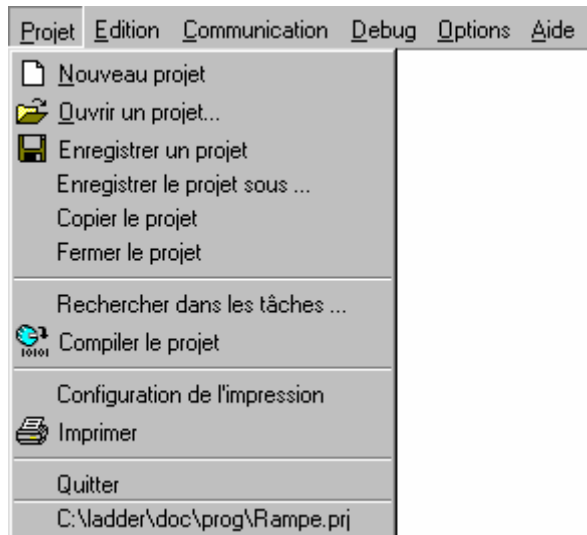 Projet Edition Communication Debug Options Aide
Nouveau projet
Ouvrir un projet...
Enregistrer un projet
Enregistrer le projet sous ...
Copier le projet
Fermer le projet
Rechercher dans les tâches ...
10101 Compiler le projet
Configuration de l'impression
Imprimer
Quitter
C:\ladder\doc\prog\Rampe.prj